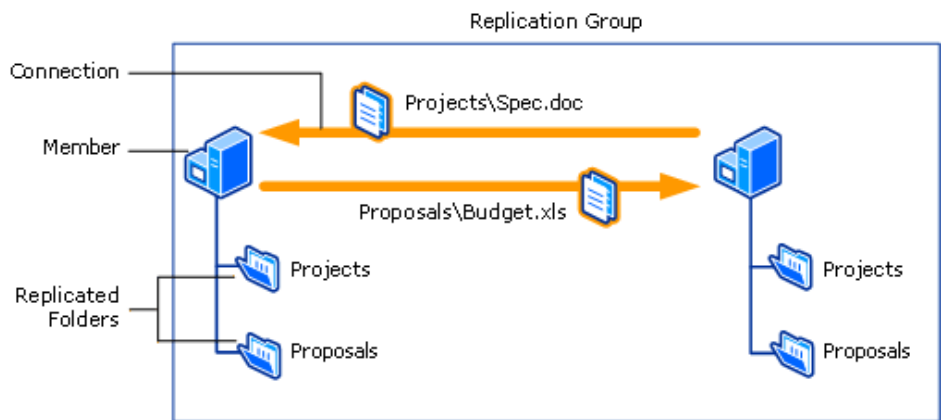 Replication Group
Connection
Projects\Spec.doc
Member
Proposals\Budget.xls
Projects
Projects
Replicated
Folders
Proposals
Proposals